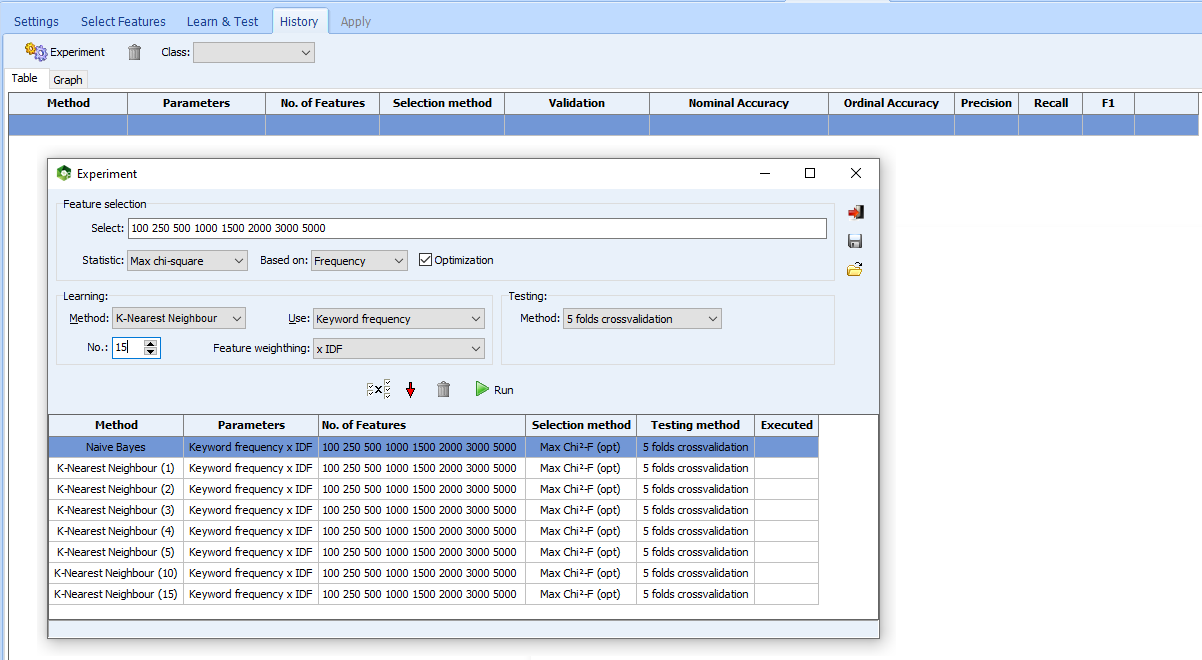 Settings Select Features Learn & Test History Apply
Experiment Class:
Table Graph
Method Parameters No. of Features Selection method Validation Nominal Accuracy Ordinal Accuracy Precision Recall F1
Experiment
Feature selection
Select: 100 250 500 1000 1500 2000 3000 5000
Statistic: Max chi-square Based on: Frequency Optimization
Learning: Testing:
Method: K-Nearest Neighbour Use: Keyword frequency Method: 5 folds crossvalidation
No.: 15 Feature weighthing: x IDF
Run
Method Parameters No. of Features Selection method Testing method Executed
Naive Bayes Keyword frequency x IDF 100 250 500 1000 1500 2000 3000 5000 Max Chi²-F (opt) 5 folds crossvalidation
K-Nearest Neighbour (1) Keyword frequency x IDF 100 250 500 1000 1500 2000 3000 5000 Max Chi²-F (opt) 5 folds crossvalidation
K-Nearest Neighbour (2) Keyword frequency x IDF 100 250 500 1000 1500 2000 3000 5000 Max Chi²-F (opt) 5 folds crossvalidation
K-Nearest Neighbour (3) Keyword frequency x IDF 100 250 500 1000 1500 2000 3000 5000 Max Chi²-F (opt) 5 folds crossvalidation
K-Nearest Neighbour (4) Keyword frequency x IDF 100 250 500 1000 1500 2000 3000 5000 Max Chi²-F (opt) 5 folds crossvalidation
K-Nearest Neighbour (5) Keyword frequency x IDF 100 250 500 1000 1500 2000 3000 5000 Max Chi²-F (opt) 5 folds crossvalidation
K-Nearest Neighbour (10) Keyword frequency x IDF 100 250 500 1000 1500 2000 3000 5000 Max Chi²-F (opt) 5 folds crossvalidation
K-Nearest Neighbour (15) Keyword frequency x IDF 100 250 500 1000 1500 2000 3000 5000 Max Chi²-F (opt) 5 folds crossvalidation